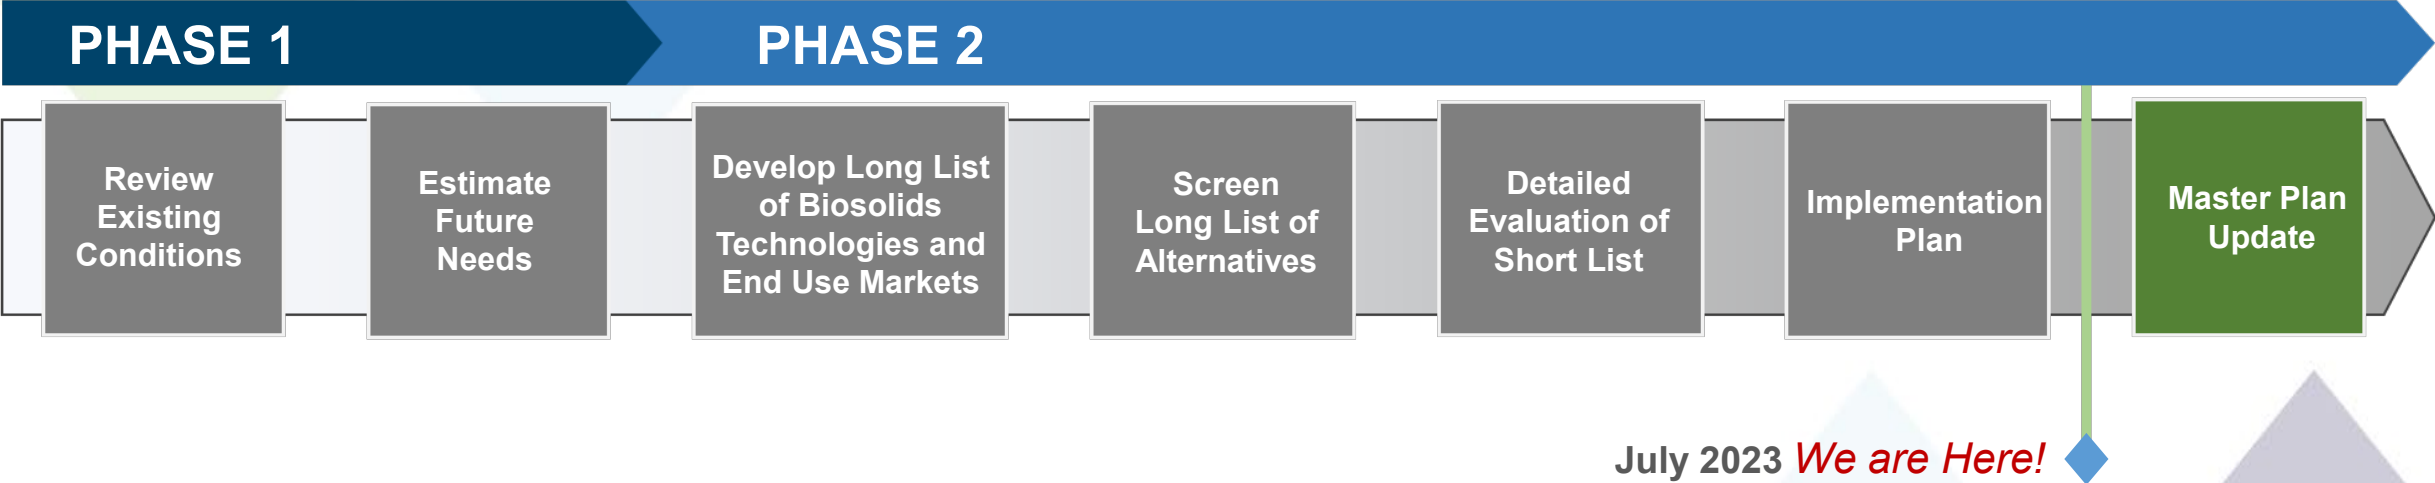 PHASE 1
PHASE 2
Review
Existing
Conditions
Estimate
Future
Needs
Develop Long List
of Biosolids
Technologies and
End Use Markets
Screen
Long List of
Alternatives
Detailed
Evaluation of
Short List
Implementation
Plan
Master Plan
Update
July 2023 We are Here!